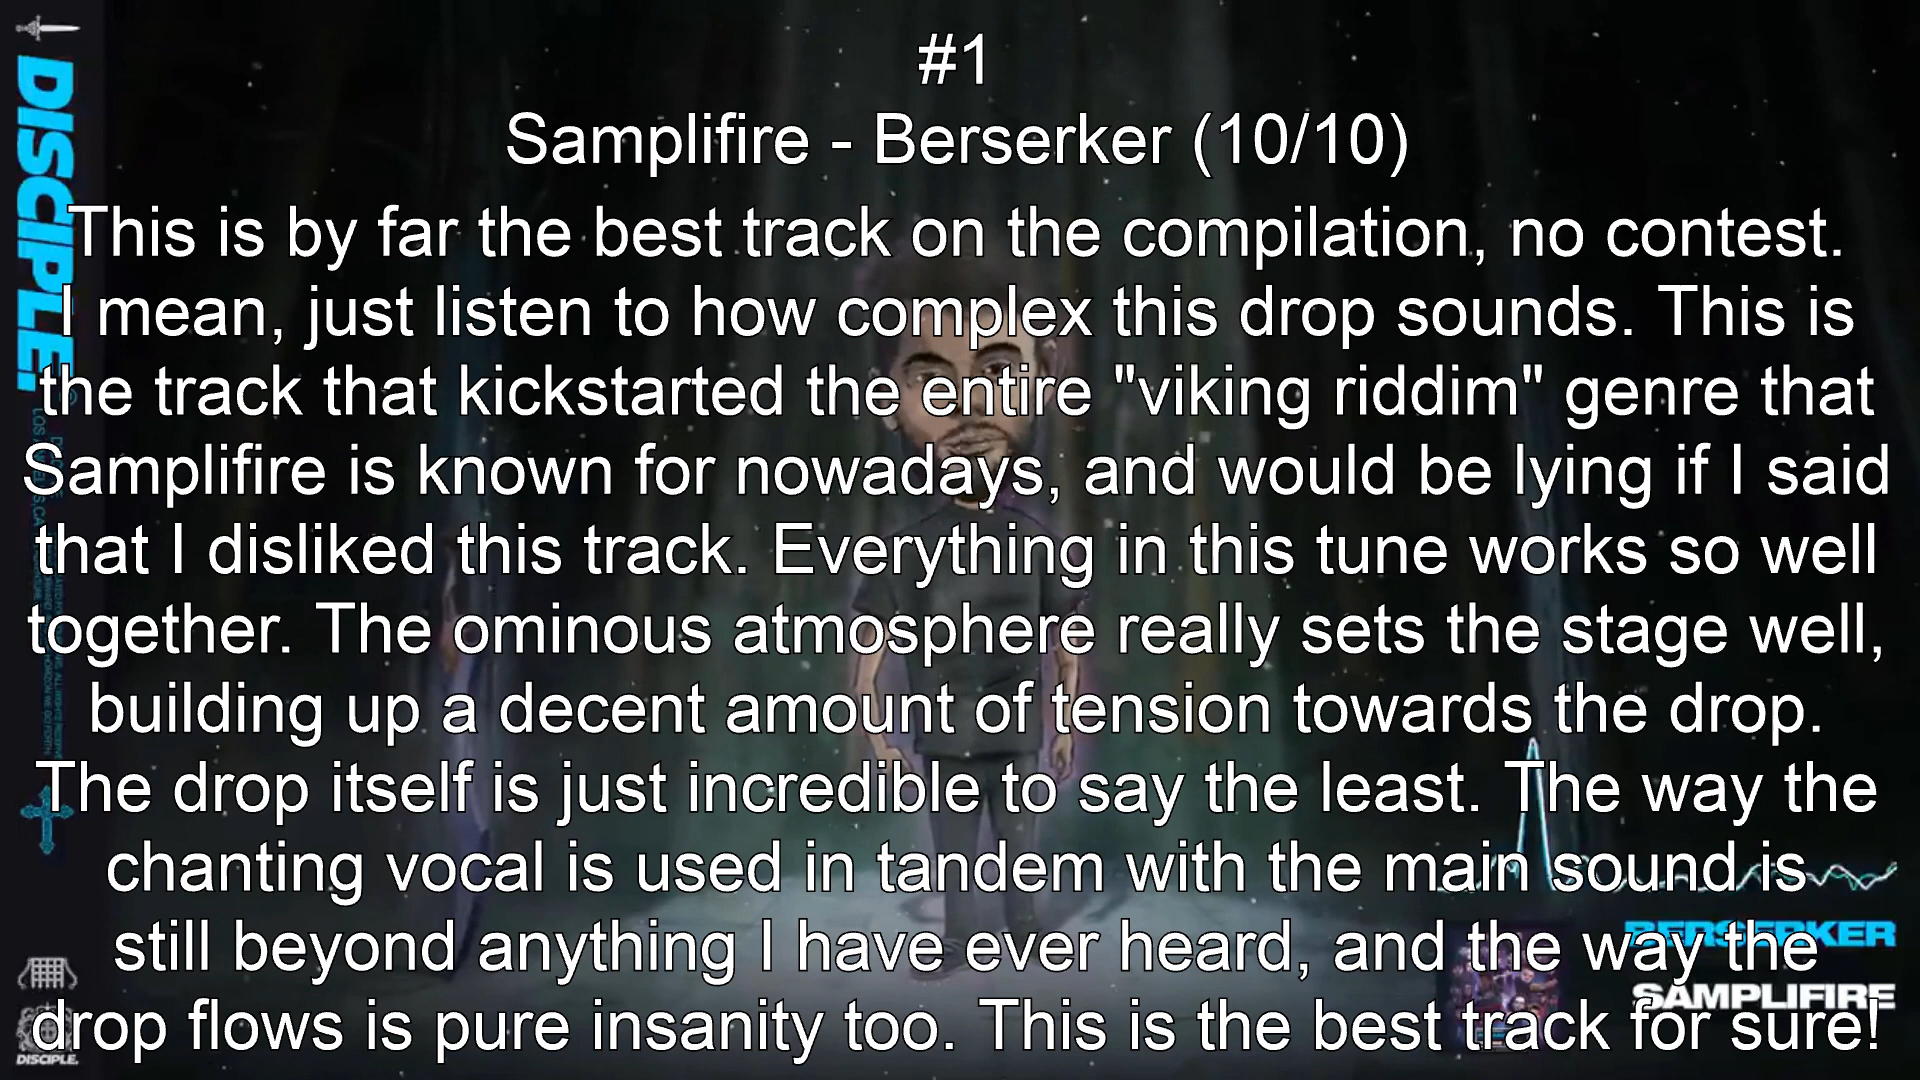 #1
Samplifire - Berserker (10/10)
This is by far the best track on the compilation, no contest.
I mean, just listen to how complex this drop sounds. This is
the track that kickstarted the entire "viking riddim" genre that
Samplifire is known for nowadays, and would be lying if I said
that I disliked this track. Everything in this tune works so well
together. The ominous atmosphere really sets the stage well,
building up a decent amount of tension towards the drop.
The drop itself is just incredible to say the least. The way the
chanting vocal is used in tandem with the main sound is
still beyond anything I have ever heard, and the way the
drop flows is pure insanity too. This is the best track for sure!
DISCIPLE.
BERSERKER
SAMPLIFIRE
DISCIPLE.